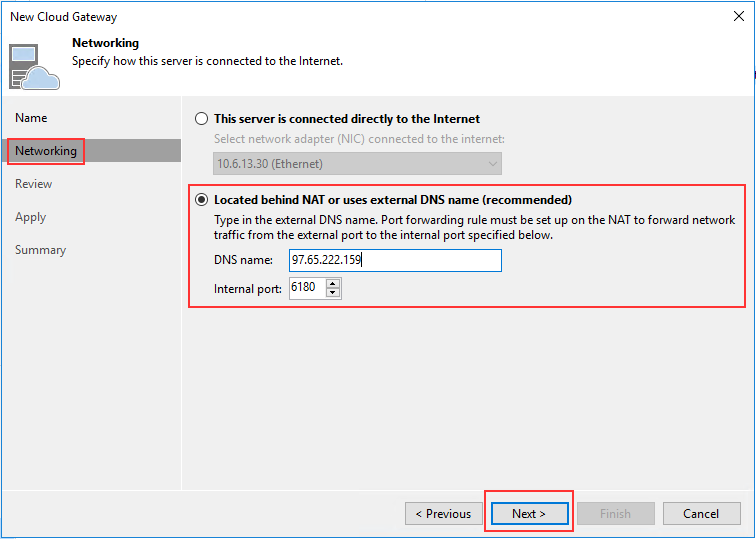 New Cloud Gateway
Networking
Specify how this server is connected to the Internet.
Name
Networking
Review
Apply
Summary
This server is connected directly to the Internet
Select network adapter (NIC) connected to the internet:
10.6.13.30 (Ethernet)
Located behind NAT or uses external DNS name (recommended)
Type in the external DNS name. Port forwarding rule must be set up on the NAT to forward network
traffic from the external port to the internal port specified below.
DNS name: 97.65.222.159
Internal port: 6180
< Previous Next > Finish Cancel